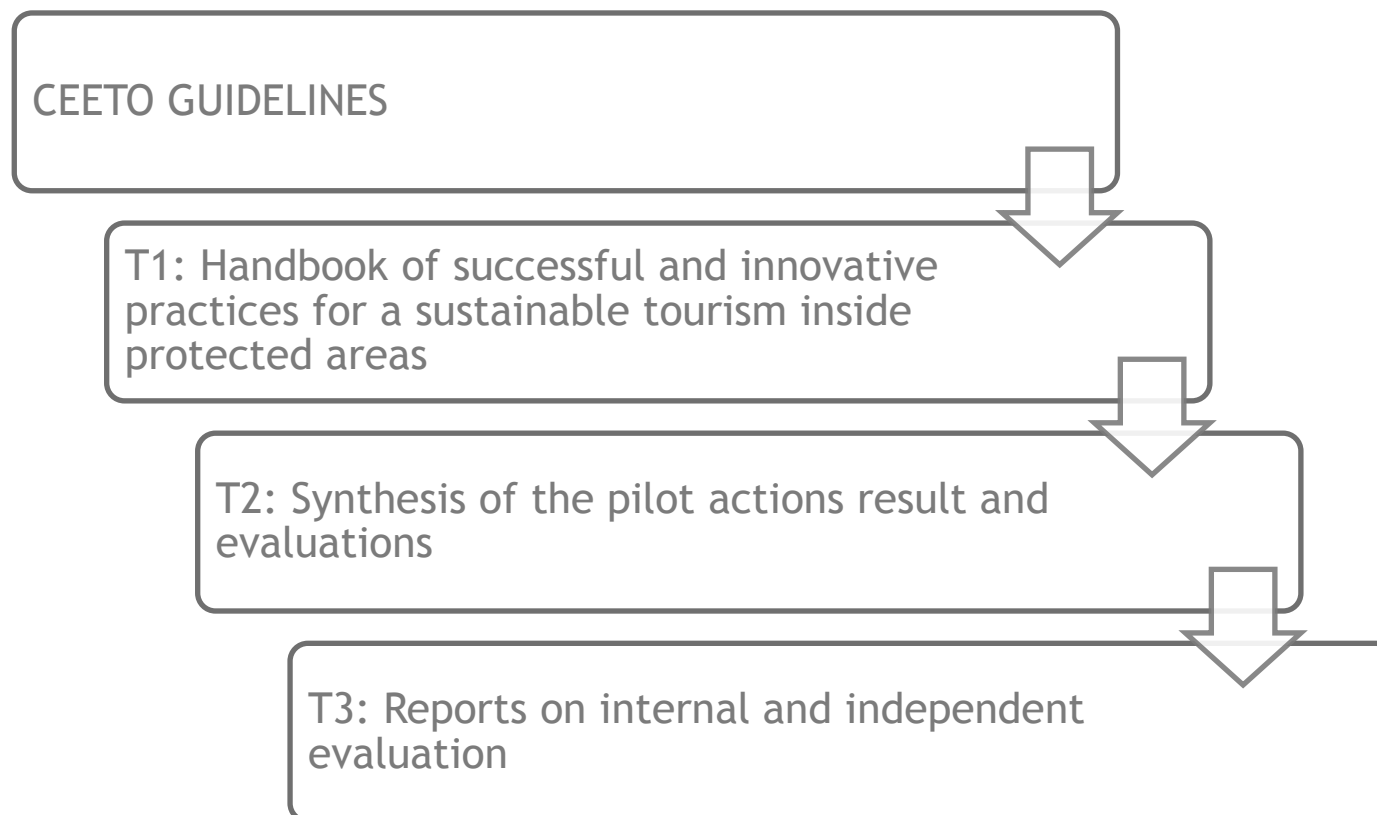 CEETO GUIDELINES
T1: Handbook of successful and innovative
practices for a sustainable tourism inside
protected areas
T2: Synthesis of the pilot actions result and
evaluations
T3: Reports on internal and independent
evaluation